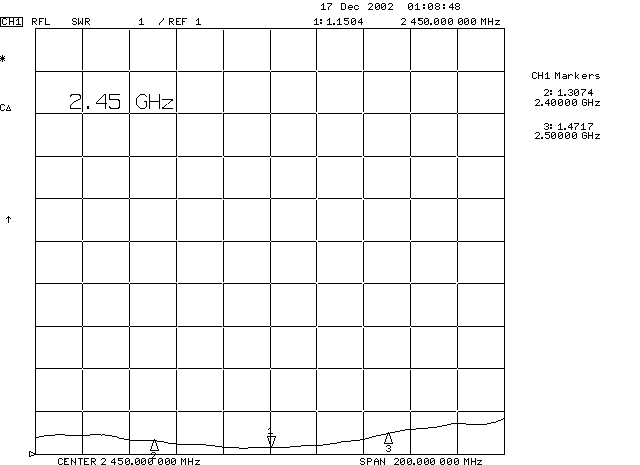 17 Dec 2002 01:08:48
CH1 RFL SWR 1 /REF 1 1:1.1504 2 450.000 000 MHz
*
CH1 Markers
2:1.3074
2.40000 GHz
2.45 GHz
CΔ
3:1.4717
2.50000 GHz
↑
1
2
3
CENTER 2 450.000 000 MHz SPAN 200.000 000 MHz